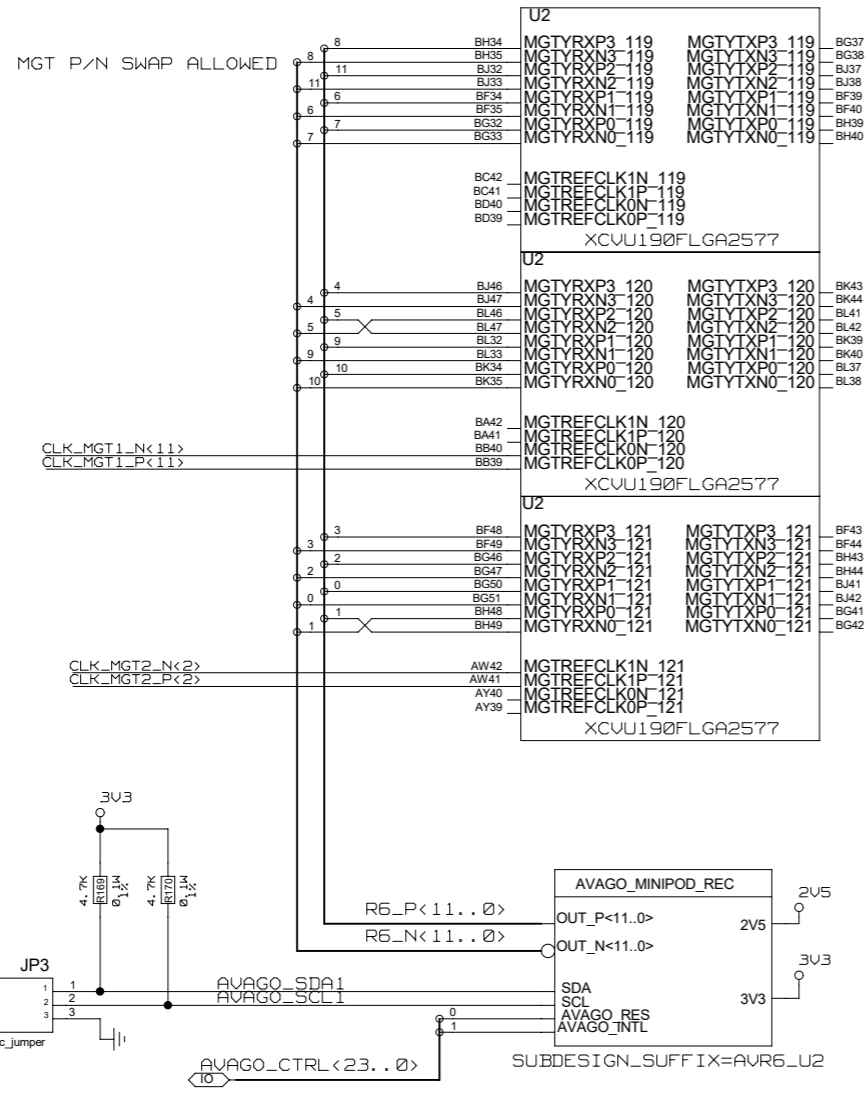 U2
MGT P/N SWAP ALLOWED
8 8 BH34 MGTYRXP3_119 MGTYTXP3_119 BG37
BH35 MGTYRXN3_119 MGTYTXN3_119 BG38
11 BJ32 MGTYRXP2_119 MGTYTXP2_119 BJ37
11 BJ33 MGTYRXN2_119 MGTYTXN2_119 BJ38
6 BF34 MGTYRXP1_119 MGTYTXP1_119 BF39
6 BF35 MGTYRXN1_119 MGTYTXN1_119 BF40
7 BG32 MGTYRXP0_119 MGTYTXP0_119 BH39
7 BG33 MGTYRXN0_119 MGTYTXN0_119 BH40
BC42 MGTREFCLK1N_119
BC41 MGTREFCLK1P_119
BD40 MGTREFCLK0N_119
BD39 MGTREFCLK0P_119
XCVU190FLGA2577
U2
4 BJ46 MGTYRXP3_120 MGTYTXP3_120 BK43
4 BJ47 MGTYRXN3_120 MGTYTXN3_120 BK44
5 BL46 MGTYRXP2_120 MGTYTXP2_120 BL41
5 BL47 MGTYRXN2_120 MGTYTXN2_120 BL42
9 BL32 MGTYRXP1_120 MGTYTXP1_120 BK39
9 BL33 MGTYRXN1_120 MGTYTXN1_120 BK40
10 BK34 MGTYRXP0_120 MGTYTXP0_120 BL37
10 BK35 MGTYRXN0_120 MGTYTXN0_120 BL38
BA42 MGTREFCLK1N_120
BA41 MGTREFCLK1P_120
CLK_MGT1_N<11> BB40 MGTREFCLK0N_120
CLK_MGT1_P<11> BB39 MGTREFCLK0P_120
XCVU190FLGA2577
U2
3 BF48 MGTYRXP3_121 MGTYTXP3_121 BF43
3 BF49 MGTYRXN3_121 MGTYTXN3_121 BF44
2 BG46 MGTYRXP2_121 MGTYTXP2_121 BH43
2 BG47 MGTYRXN2_121 MGTYTXN2_121 BH44
0 BG50 MGTYRXP1_121 MGTYTXP1_121 BJ41
0 BG51 MGTYRXN1_121 MGTYTXN1_121 BJ42
1 BH48 MGTYRXP0_121 MGTYTXP0_121 BG41
1 BH49 MGTYRXN0_121 MGTYTXN0_121 BG42
CLK_MGT2_N<2> AW42 MGTREFCLK1N_121
CLK_MGT2_P<2> AW41 MGTREFCLK1P_121
AY40 MGTREFCLK0N_121
AY39 MGTREFCLK0P_121
XCVU190FLGA2577
3V3
4.7K R169 0.1W 1%
4.7K R170 0.1W 1%
AVAGO_MINIPOD_REC
R6_P<11..0> OUT_P<11..0> 2V5 2V5
R6_N<11..0> OUT_N<11..0>
JP3
1 1 AVAGO_SDA1 SDA 3V3
2 2 AVAGO_SCL1 SCL 3V3
3 3 0 AVAGO_RES
1 AVAGO_INTL
c_jumper
AVAGO_CTRL<23..0>
IO
SUBDESIGN_SUFFIX=AVR6_U2